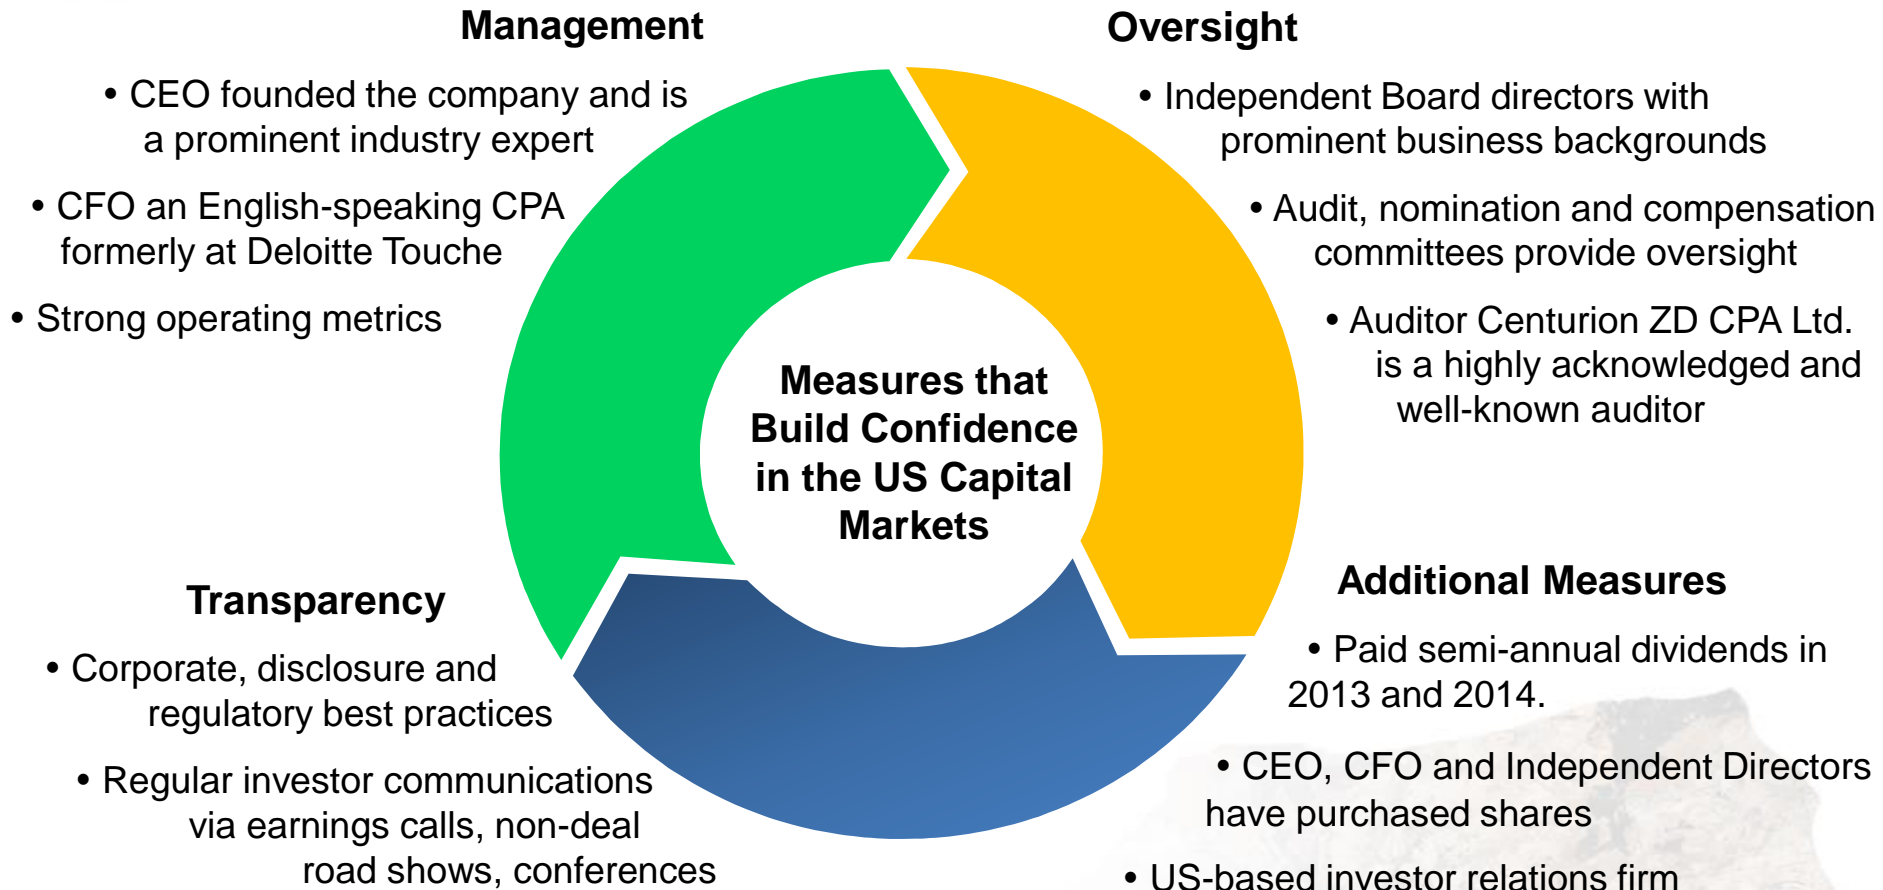 Management
• CEO founded the company and is
a prominent industry expert
• CFO an English-speaking CPA
formerly at Deloitte Touche
• Strong operating metrics
Oversight
• Independent Board directors with
prominent business backgrounds
• Audit, nomination and compensation
committees provide oversight
• Auditor Centurion ZD CPA Ltd.
is a highly acknowledged and
well-known auditor
Measures that
Build Confidence
in the US Capital
Markets
Transparency
• Corporate, disclosure and
regulatory best practices
• Regular investor communications
via earnings calls, non-deal
road shows, conferences
Additional Measures
• Paid semi-annual dividends in
2013 and 2014.
• CEO, CFO and Independent Directors
have purchased shares
• US-based investor relations firm